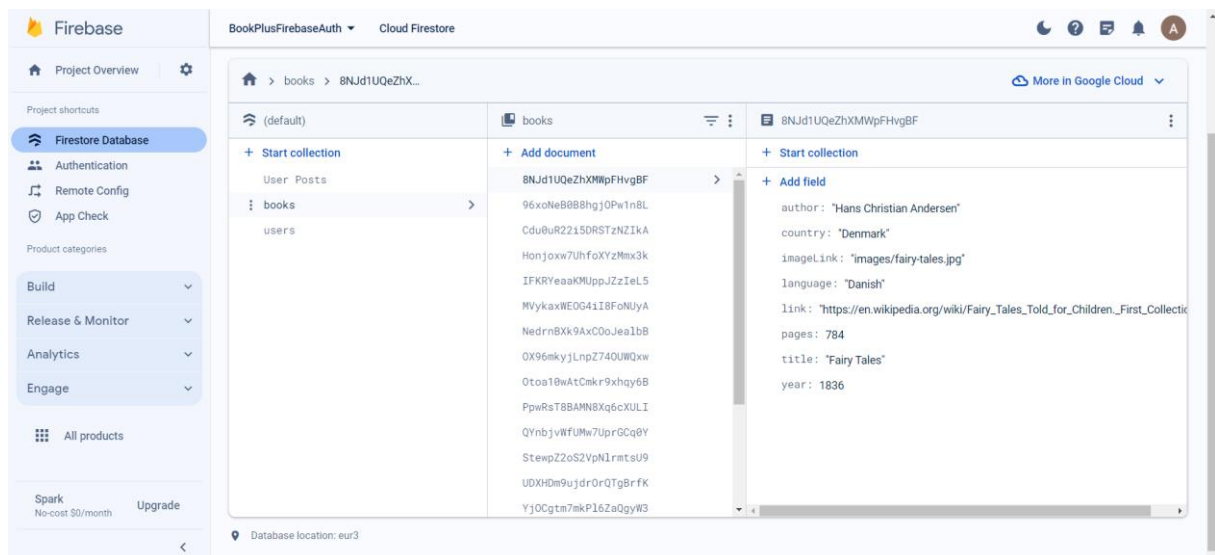 Firebase
BookPlusFirebaseAuth
Cloud Firestore
A
Project Overview
Project shortcuts
Firestore Database
Authentication
Remote Config
App Check
Product categories
Build
Release & Monitor
Analytics
Engage
All products
Spark
No-cost $0/month
Upgrade
> books > 8NJd1UQeZhX...
More in Google Cloud
(default)
+ Start collection
User Posts
books
users
books
+ Add document
8NJd1UQeZhXMWpFHvgBF
96xoNeB0B8hgjOPw1n8L
Cdu0uR22i5DRSTzNZIkA
Honjoxw7UhfoXYzMmx3k
IFKRYeaaKMUppJZzIeL5
MVykaxWEOG4iI8FoNUyA
NedrnBXk9AxCOoJealbB
OX96mkyjLnpZ74OUWQxw
Otoa10wAtCmkr9xhqy6B
PpwRsT8BAMN8Xq6cXULI
QYnbjvWfUMw7UprGCq0Y
StewpZ2oS2VpNlrmtsU9
UDXHDm9ujdrOrQTgBrfK
YjOCgtm7mkPl6ZaQgyW3
8NJd1UQeZhXMWpFHvgBF
+ Start collection
+ Add field
author: "Hans Christian Andersen"
country: "Denmark"
imageLink: "images/fairy-tales.jpg"
language: "Danish"
link: "https://en.wikipedia.org/wiki/Fairy_Tales_Told_for_Children._First_Collectio
pages: 784
title: "Fairy Tales"
year: 1836
Database location: eur3